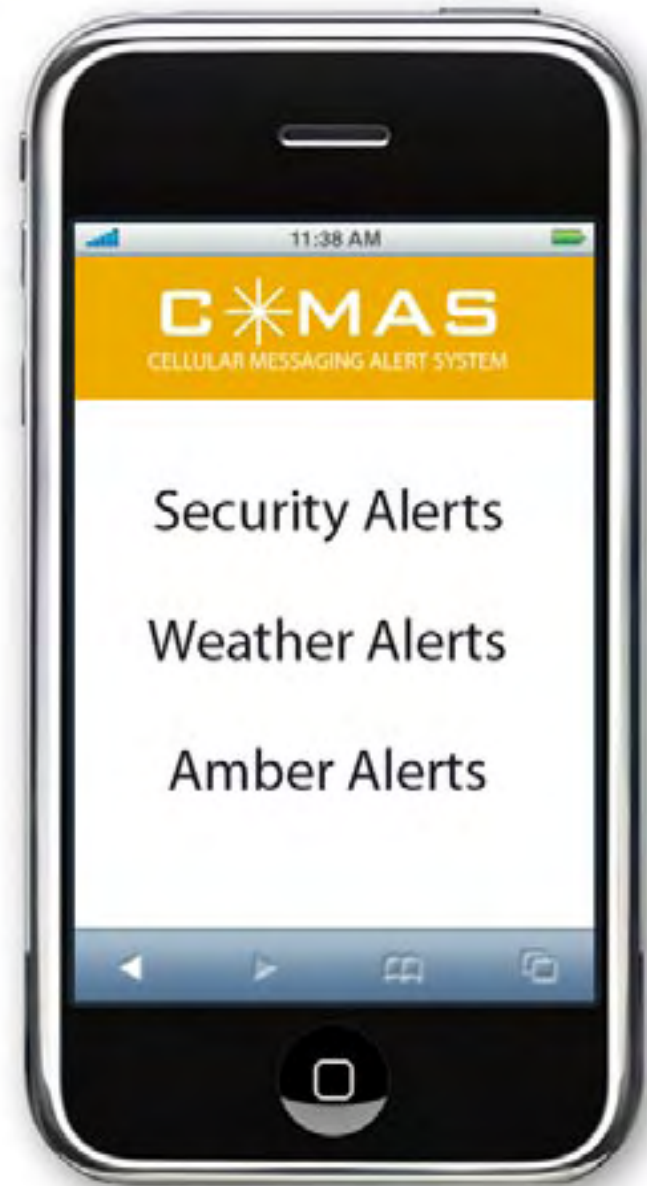 11:38 AM
C*MAS
CELLULAR MESSAGING ALERT SYSTEM
Security Alerts
Weather Alerts
Amber Alerts